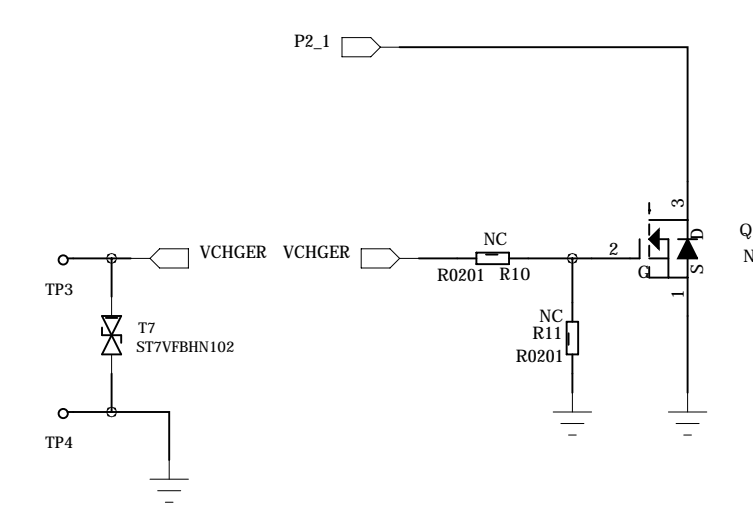 P2_1
3
D
S
1
G
2
Q
N
VCHGER
VCHGER
NC
R0201 R10
TP3
T7
ST7VFBHN102
NC
R11
R0201
TP4